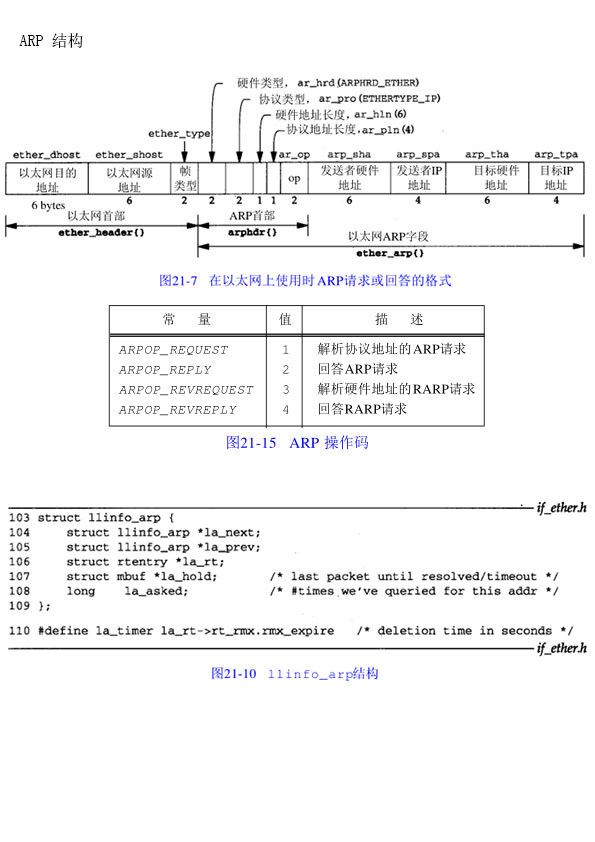 ARP 结构
硬件类型，ar_hrd(ARPHRD_ETHER)
协议类型，ar_pro(ETHERTYPE_IP)
硬件地址长度，ar_hln(6)
协议地址长度，ar_pln(4)
ether_type
ether_dhost ether_shost ar_op arp_sha arp_spa arp_tha arp_tpa
以太网目的地址 以太网源地址 帧类型 op 发送者硬件地址 发送者IP地址 目标硬件地址 目标IP地址
6 bytes 6 2 2 2 1 1 2 6 4 6 4
以太网首部 ARP首部
ether_header{} arphdr{} 以太网ARP字段
ether_arp{}
图21-7 在以太网上使用时ARP请求或回答的格式
常 量 值 描 述
ARPOP_REQUEST 1 解析协议地址的ARP请求
ARPOP_REPLY 2 回答ARP请求
ARPOP_REVREQUEST 3 解析硬件地址的RARP请求
ARPOP_REVREPLY 4 回答RARP请求
图21-15 ARP 操作码
if_ether.h
103 struct llinfo_arp {
104 struct llinfo_arp *la_next;
105 struct llinfo_arp *la_prev;
106 struct rtentry *la_rt;
107 struct mbuf *la_hold; /* last packet until resolved/timeout */
108 long la_asked; /* #times we've queried for this addr */
109 };
110 #define la_timer la_rt->rt_rmx.rmx_expire /* deletion time in seconds */
if_ether.h
图21-10 llinfo_arp结构